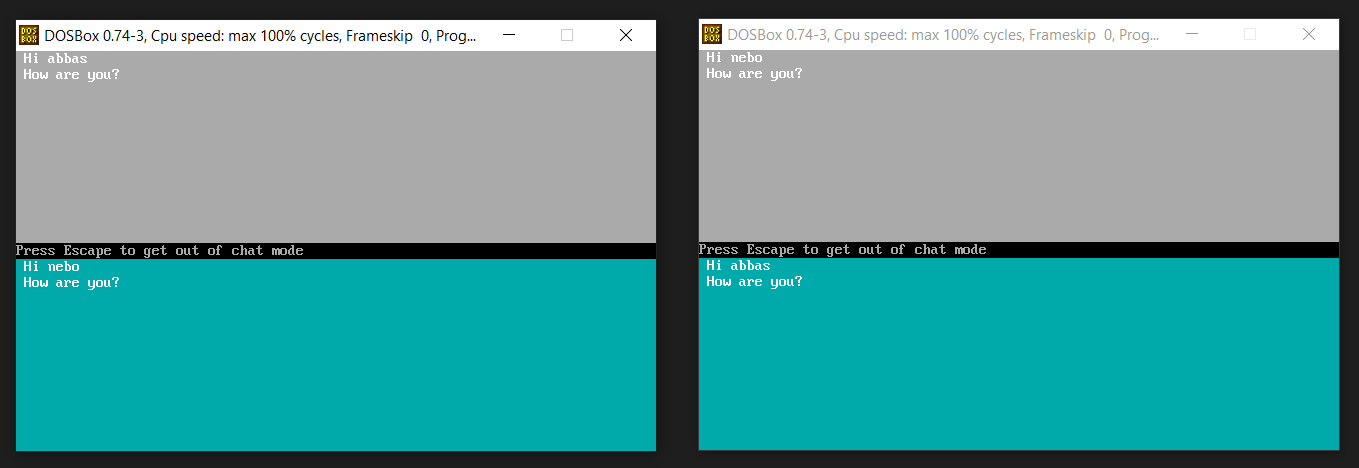 DOS
BOX
DOSBox 0.74-3, Cpu speed: max 100% cycles, Frameskip  0, Prog...
Hi abbas
How are you?
Press Escape to get out of chat mode
Hi nebo
How are you?
DOS
BOX
DOSBox 0.74-3, Cpu speed: max 100% cycles, Frameskip  0, Prog...
Hi nebo
How are you?
Press Escape to get out of chat mode
Hi abbas
How are you?